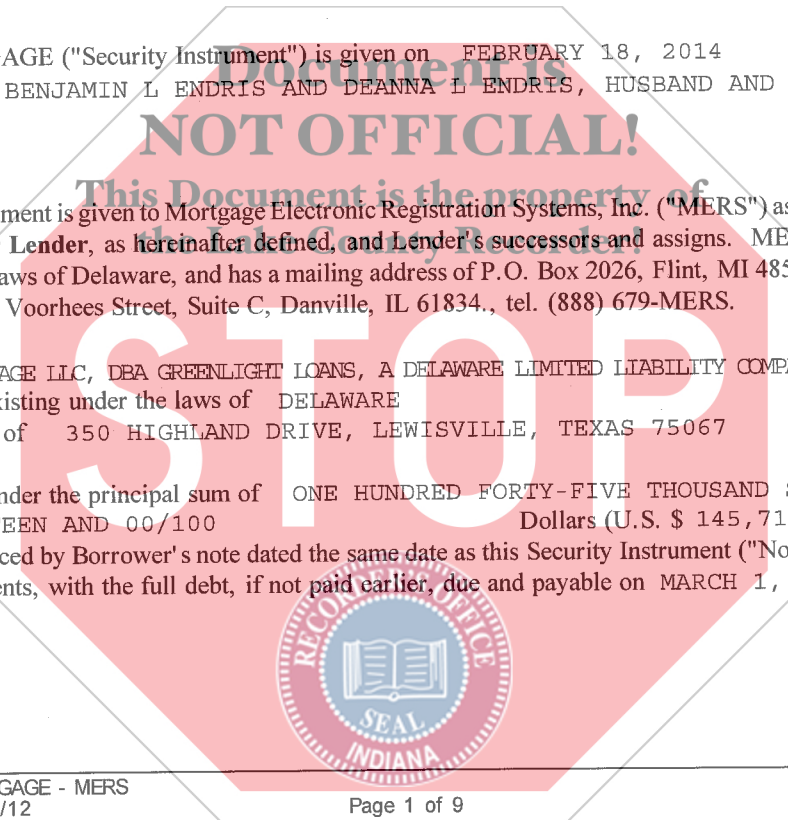 AGE ("Security Instrument") is given on FEBRUARY 18, 2014
Document is
BENJAMIN L ENDRIS AND DEANNA L ENDRIS, HUSBAND AND
NOT OFFICIAL!
This Document is the property of
ment is given to Mortgage Electronic Registration Systems, Inc. ("MERS") as
Lender, as hereinafter defined, and Lender's successors and assigns. ME
the Lake County Recorder!
aws of Delaware, and has a mailing address of P.O. Box 2026, Flint, MI 485
Voorhees Street, Suite C, Danville, IL 61834., tel. (888) 679-MERS.
STOP
AGE LLC, DBA GREENLIGHT LOANS, A DELAWARE LIMITED LIABILITY COMPA
xisting under the laws of DELAWARE
of 350 HIGHLAND DRIVE, LEWISVILLE, TEXAS 75067
nder the principal sum of ONE HUNDRED FORTY-FIVE THOUSAND S
EEN AND 00/100 Dollars (U.S. $ 145,71
ced by Borrower's note dated the same date as this Security Instrument ("No
ents, with the full debt, if not paid earlier, due and payable on MARCH 1,
RECORDER'S OFFICE
SEAL
INDIANA
GAGE - MERS
/12 Page 1 of 9